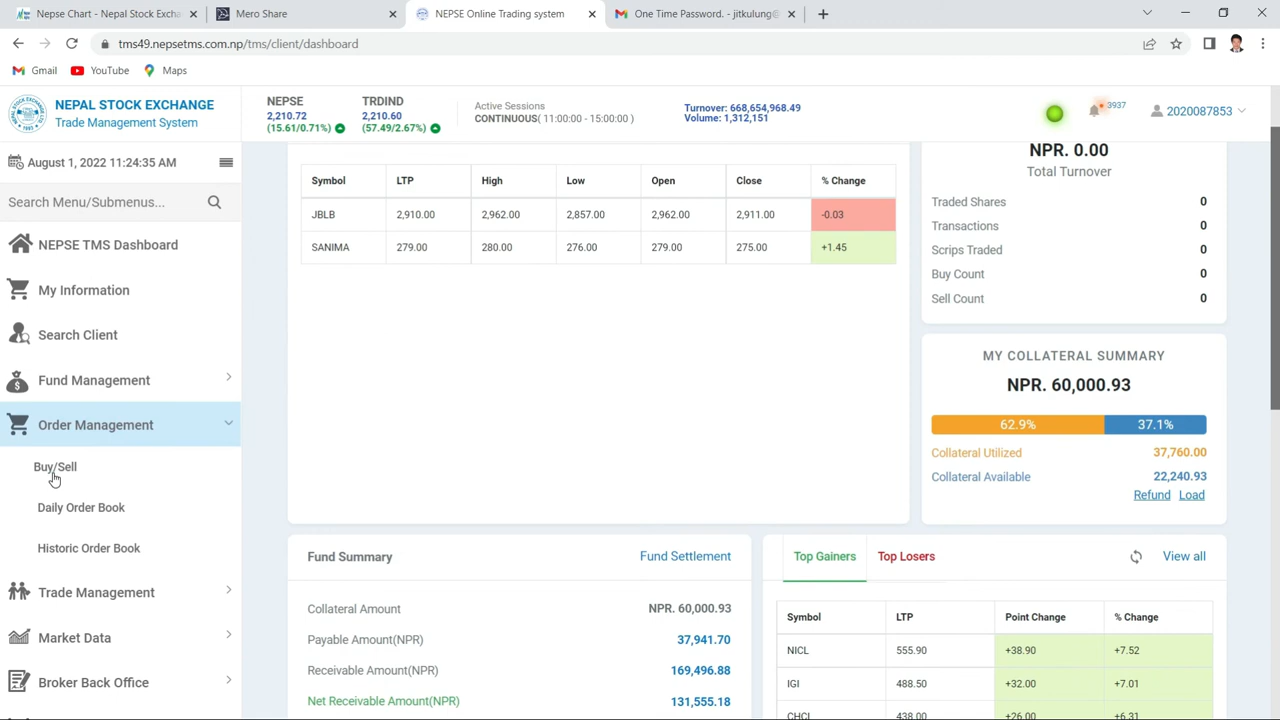 Nepse Chart - Nepal Stock Excha
Mero Share
NEPSE Online Trading system
One Time Password. - jitkulung@
tms49.nepsetms.com.np/tms/client/dashboard
Gmail YouTube Maps
NEPAL STOCK EXCHANGE
Trade Management System
NEPSE
2,210.72
(15.61/0.71%)
TRDIND
2,210.60
(57.49/2.67%)
Active Sessions
CONTINUOUS( 11:00:00 - 15:00:00 )
Turnover: 668,654,968.49
Volume: 1,312,151
3937
2020087853
August 1, 2022 11:24:35 AM
Search Menu/Submenus...
NEPSE TMS Dashboard
My Information
Search Client
Fund Management
Order Management
Buy/Sell
Daily Order Book
Historic Order Book
Trade Management
Market Data
Broker Back Office
Symbol LTP High Low Open Close % Change
JBLB 2,910.00 2,962.00 2,857.00 2,962.00 2,911.00 -0.03
SANIMA 279.00 280.00 276.00 279.00 275.00 +1.45
NPR. 0.00
Total Turnover
Traded Shares 0
Transactions 0
Scrips Traded 0
Buy Count 0
Sell Count 0
MY COLLATERAL SUMMARY
NPR. 60,000.93
62.9% 37.1%
Collateral Utilized 37,760.00
Collateral Available 22,240.93
Refund Load
Fund Summary Fund Settlement
Collateral Amount NPR. 60,000.93
Payable Amount(NPR) 37,941.70
Receivable Amount(NPR) 169,496.88
Net Receivable Amount(NPR) 131,555.18
Top Gainers Top Losers View all
Symbol LTP Point Change % Change
NICL 555.90 +38.90 +7.52
IGI 488.50 +32.00 +7.01
CHCL 438.00 +26.00 +6.31